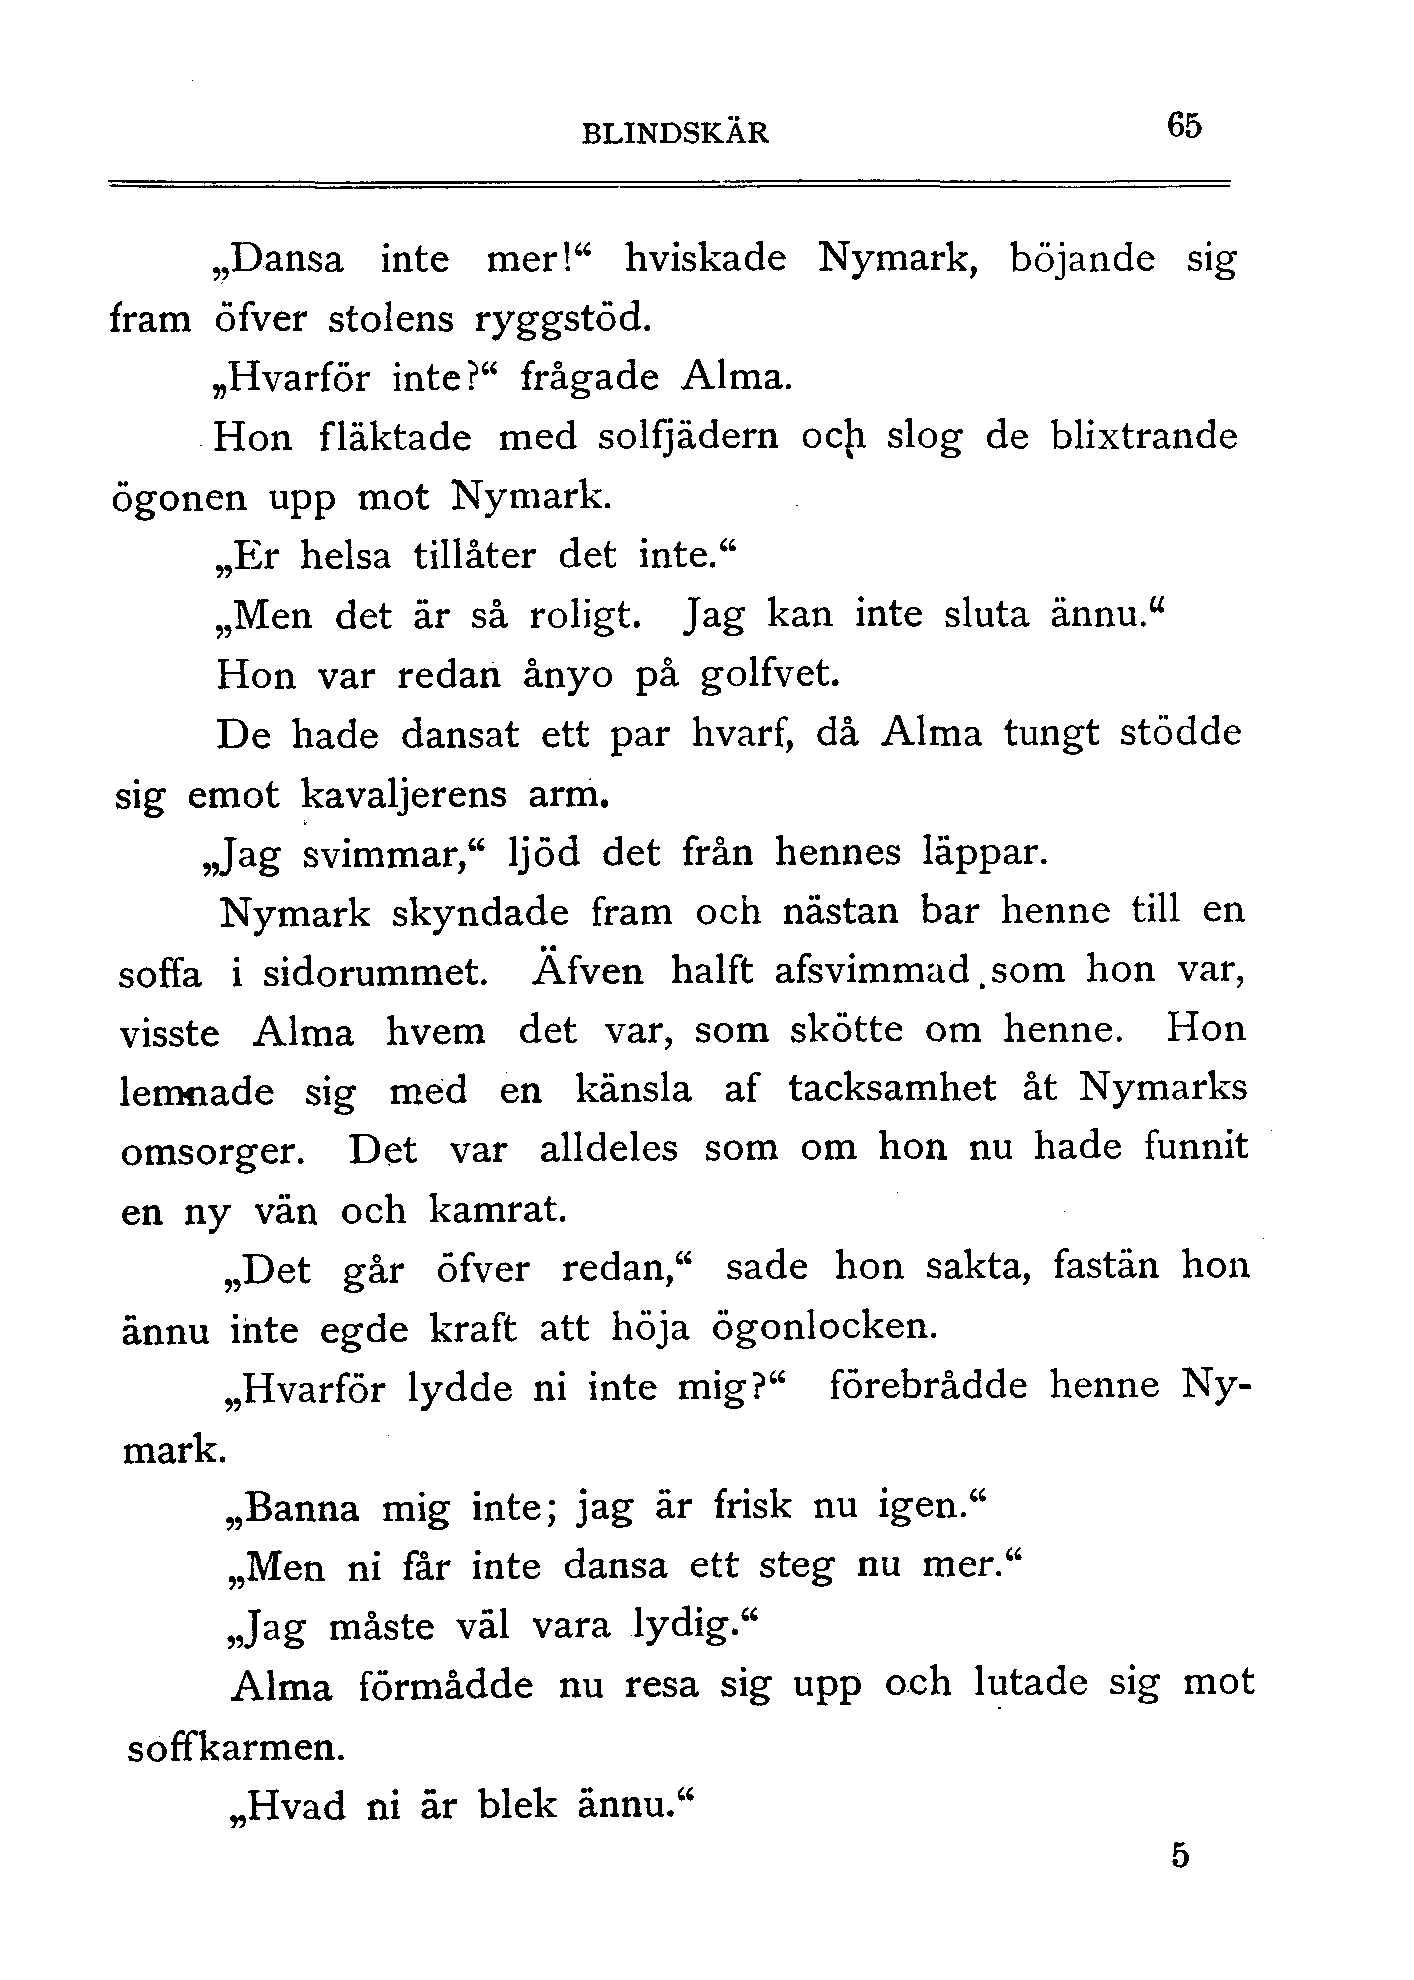 BLINDSKÄR 65
„Dansa inte mer!“ hviskade Nymark, böjande sig
fram öfver stolens ryggstöd.
„Hvarför inte?“ frågade Alma.
Hon fläktade med solfjädern och slog de blixtrande
ögonen upp mot Nymark.
„Er helsa tillåter det inte.“
„Men det är så roligt. Jag kan inte sluta ännu.“
Hon var redan ånyo på golfvet.
De hade dansat ett par hvarf, då Alma tungt stödde
sig emot kavaljerens arm.
„Jag svimmar,“ ljöd det från hennes läppar.
Nymark skyndade fram och nästan bar henne till en
soffa i sidorummet. Äfven halft afsvimmad som hon var,
visste Alma hvem det var, som skötte om henne. Hon
lemnade sig med en känsla af tacksamhet åt Nymarks
omsorger. Det var alldeles som om hon nu hade funnit
en ny vän och kamrat.
„Det går öfver redan,“ sade hon sakta, fastän hon
ännu inte egde kraft att höja ögonlocken.
„Hvarför lydde ni inte mig?“ förebrådde henne Ny-
mark.
„Banna mig inte; jag är frisk nu igen.“
„Men ni får inte dansa ett steg nu mer.“
„Jag måste väl vara lydig.“
Alma förmådde nu resa sig upp och lutade sig mot
soffkarmen.
„Hvad ni är blek ännu.“
5